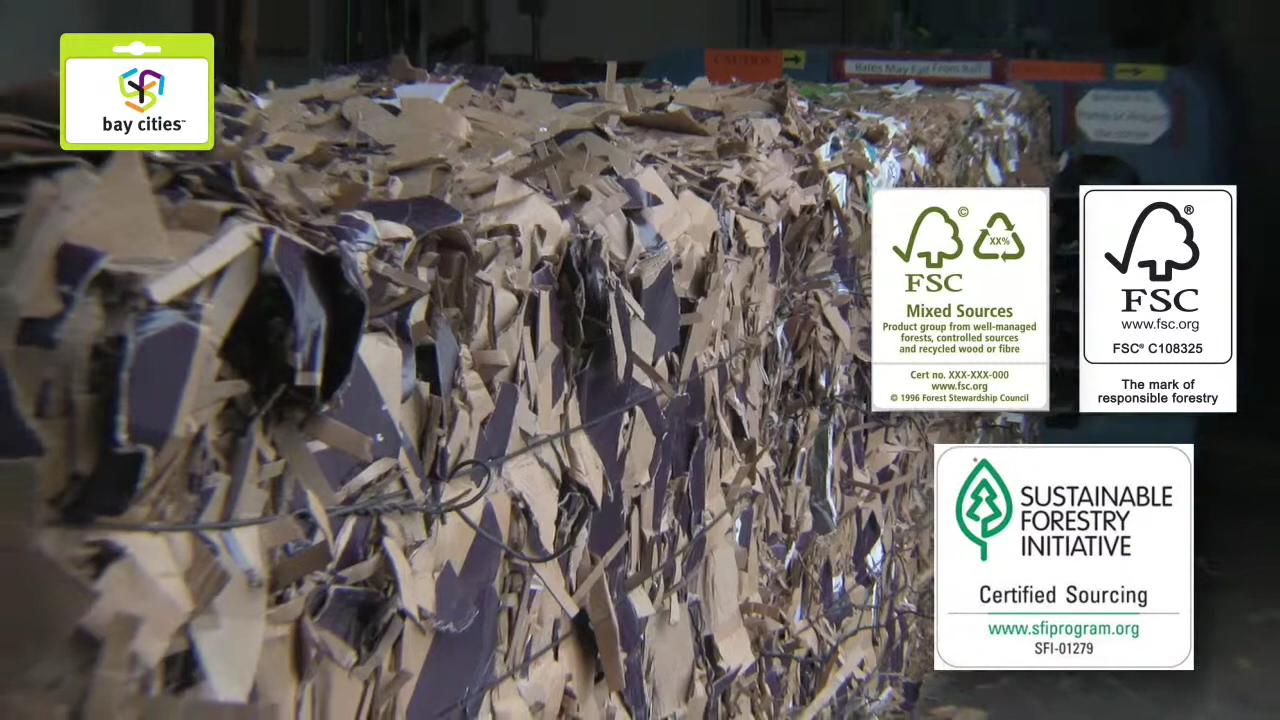 bay cities™
CAUTION
Bales May Fall From Ball
FSC
XX%
Mixed Sources
Product group from well-managed
forests, controlled sources
and recycled wood or fibre
Cert no. XXX-XXX-000
www.fsc.org
© 1996 Forest Stewardship Council
FSC
www.fsc.org
FSC® C108325
The mark of
responsible forestry
SUSTAINABLE
FORESTRY
INITIATIVE
Certified Sourcing
www.sfiprogram.org
SFI-01279